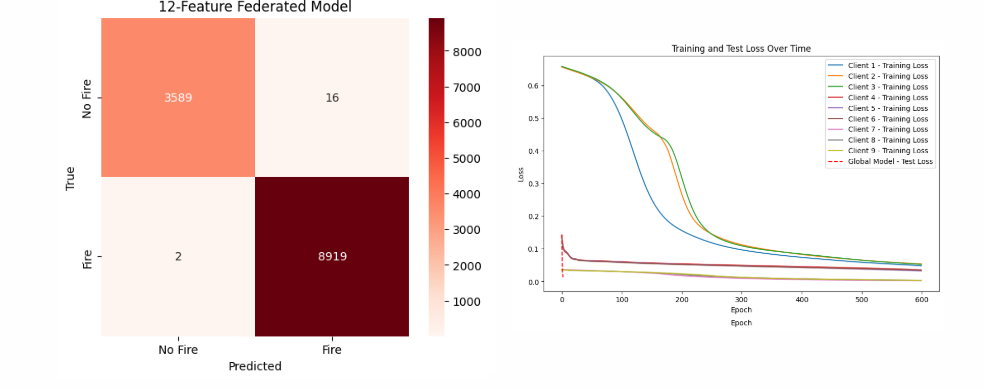 12-Feature Federated Model
No Fire
Fire
True
3589
16
2
8919
No Fire
Fire
Predicted
8000
7000
6000
5000
4000
3000
2000
1000
Training and Test Loss Over Time
Loss
0.6
0.5
0.4
0.3
0.2
0.1
0.0
Client 1 - Training Loss
Client 2 - Training Loss
Client 3 - Training Loss
Client 4 - Training Loss
Client 5 - Training Loss
Client 6 - Training Loss
Client 7 - Training Loss
Client 8 - Training Loss
Client 9 - Training Loss
Global Model - Test Loss
0 100 200 300 400 500 600
Epoch
Epoch